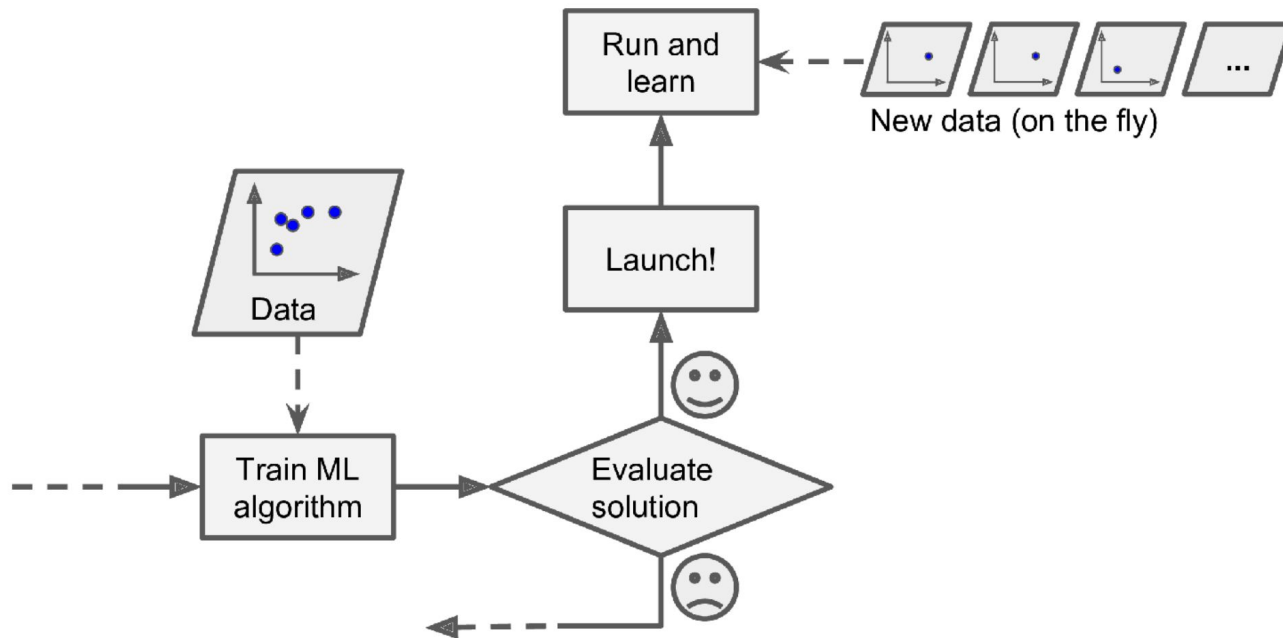 Run and
learn
...
New data (on the fly)
Launch!
Data
Train ML
algorithm
Evaluate
solution